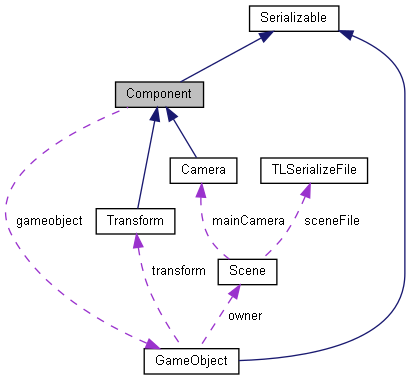 Serializable
Component
Camera
TLSerializeFile
gameobject
Transform
mainCamera
sceneFile
transform
Scene
owner
GameObject